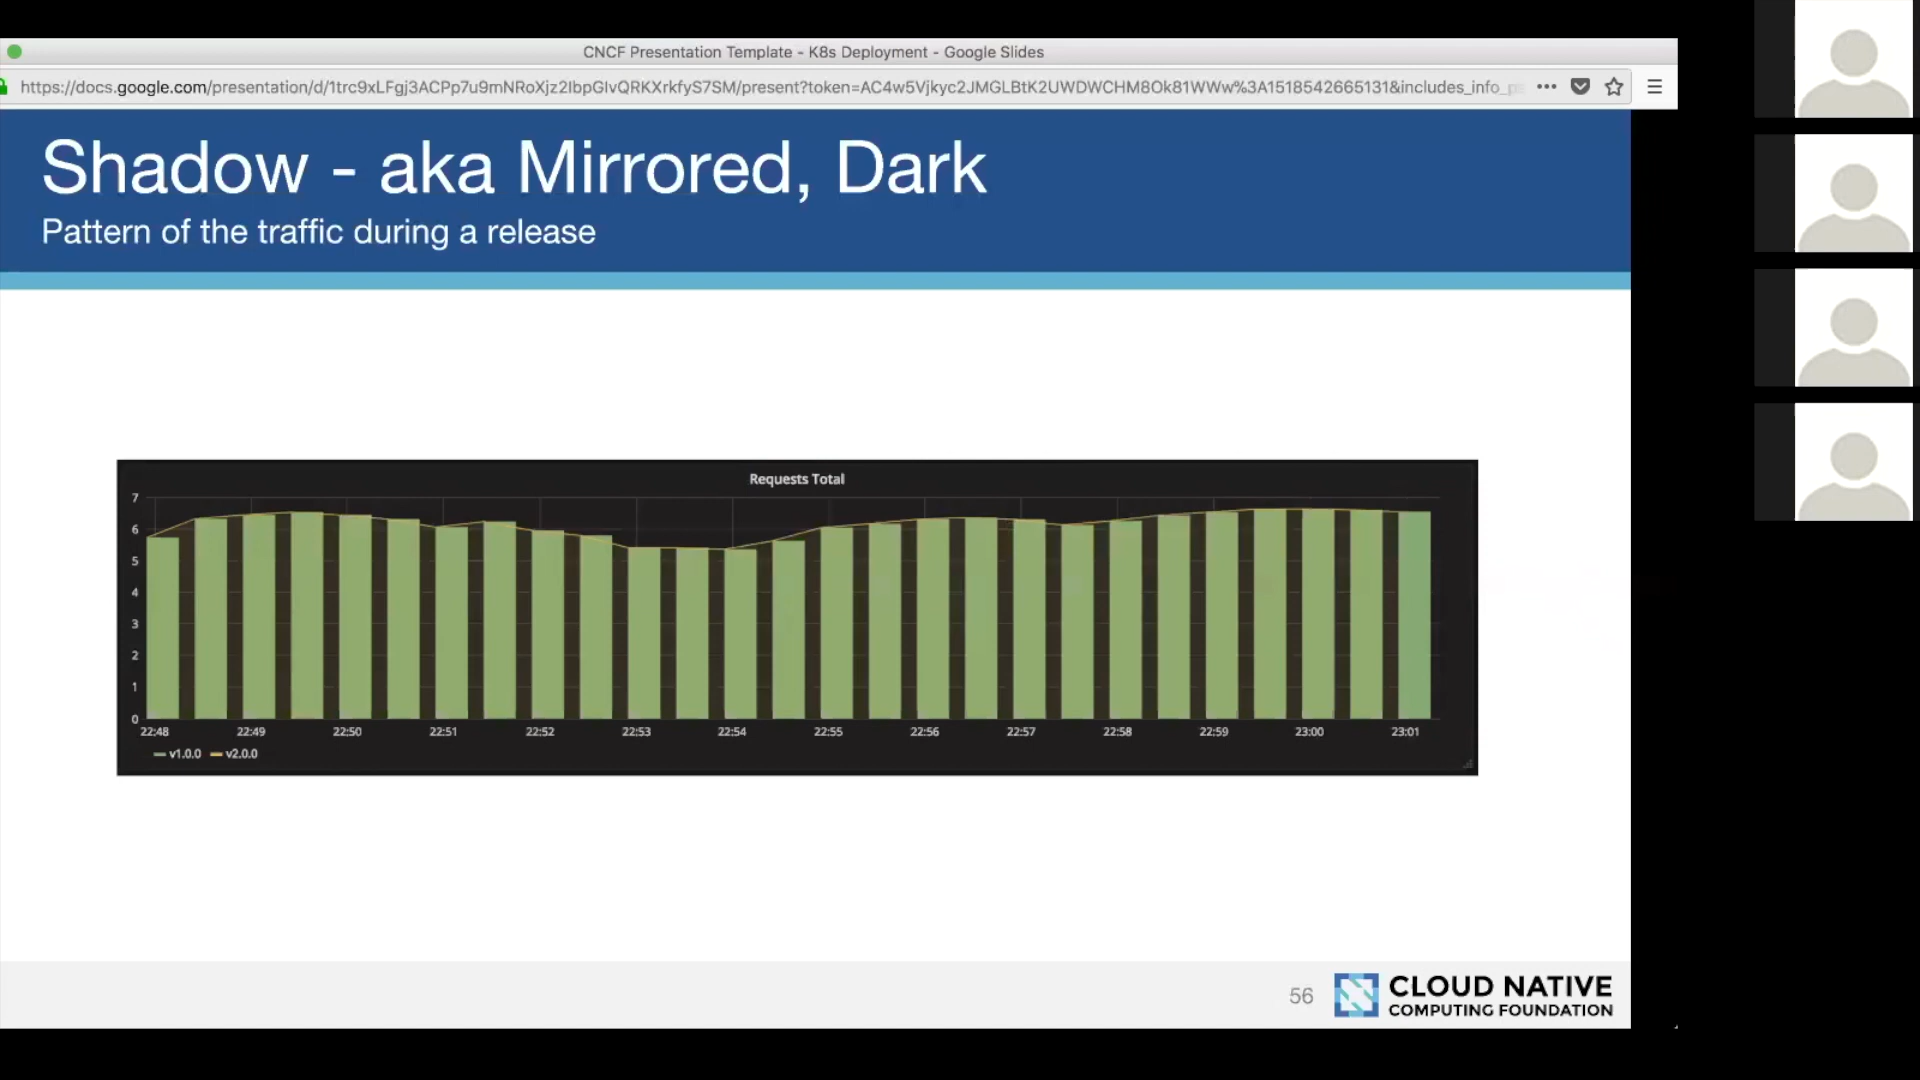 CNCF Presentation Template - K8s Deployment - Google Slides
https://docs.google.com/presentation/d/1trc9xLFgj3ACPp7u9mNRoXjz2IbpGIvQRKXrkfyS7SM/present?token=AC4w5Vjkyc2JMGLBtK2UWDWCHM8Ok81WWw%3A1518542665131&includes_info_p
Shadow - aka Mirrored, Dark
Pattern of the traffic during a release
Requests Total
7
6
5
4
3
2
1
0
22:48 22:49 22:50 22:51 22:52 22:53 22:54 22:55 22:56 22:57 22:58 22:59 23:00 23:01
v1.0.0 v2.0.0
56
CLOUD NATIVE
COMPUTING FOUNDATION